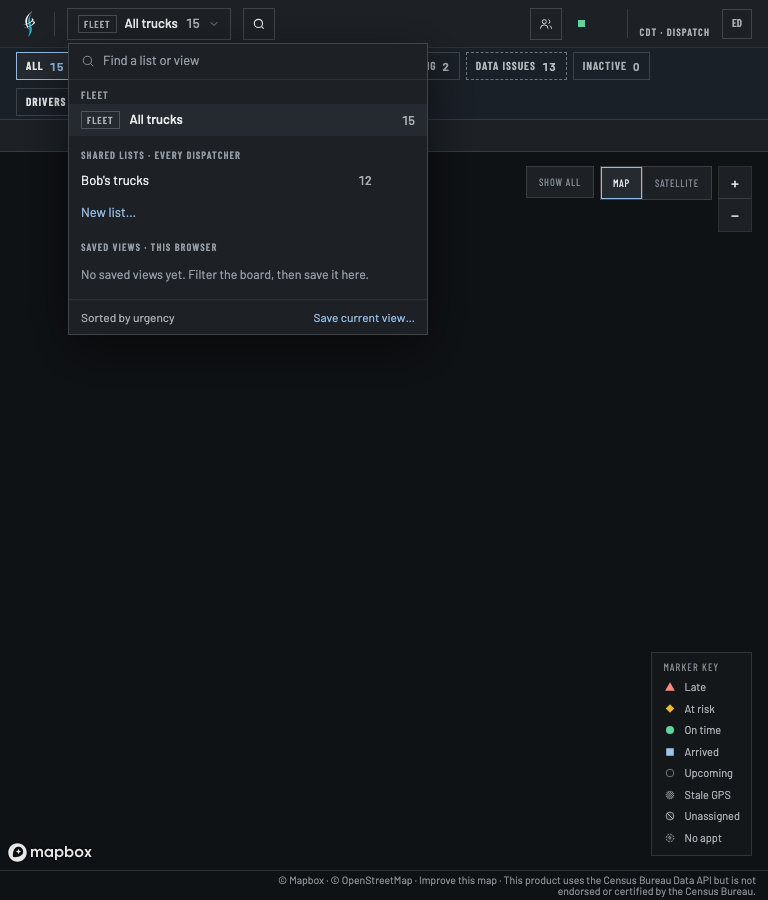 FLEET All trucks 15
CDT · DISPATCH
ED
Find a list or view
ALL 15
2
DATA ISSUES 13
INACTIVE 0
DRIVERS
FLEET
FLEET All trucks 15
SHARED LISTS · EVERY DISPATCHER
Bob's trucks 12
New list...
SAVED VIEWS · THIS BROWSER
No saved views yet. Filter the board, then save it here.
Sorted by urgency
Save current view...
SHOW ALL
MAP
SATELLITE
+
−
MARKER KEY
Late
At risk
On time
Arrived
Upcoming
Stale GPS
Unassigned
No appt
mapbox
© Mapbox · © OpenStreetMap · Improve this map · This product uses the Census Bureau Data API but is not
endorsed or certified by the Census Bureau.